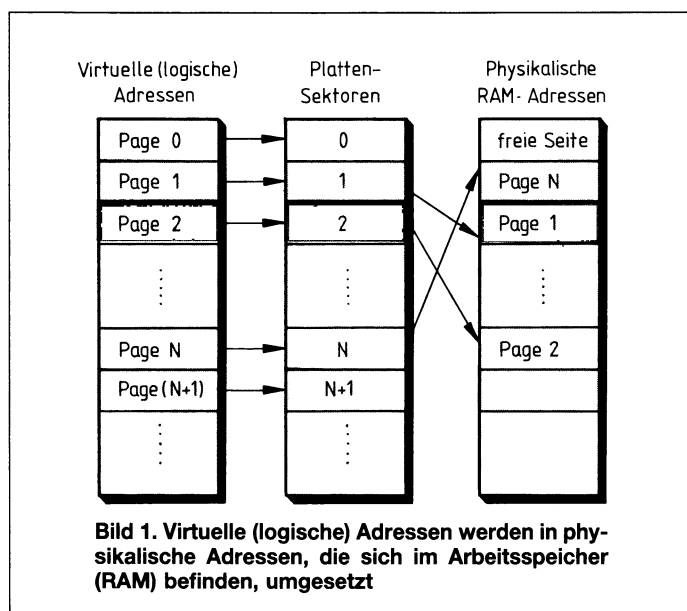 Virtuelle (logische)
Adressen
Page 0
Page 1
Page 2
Page N
Page (N+1)
Platten-
Sektoren
0
1
2
N
N+1
Physikalische
RAM-Adressen
freie Seite
Page N
Page 1
Page 2
Bild 1. Virtuelle (logische) Adressen werden in phy-
sikalische Adressen, die sich im Arbeitsspeicher
(RAM) befinden, umgesetzt